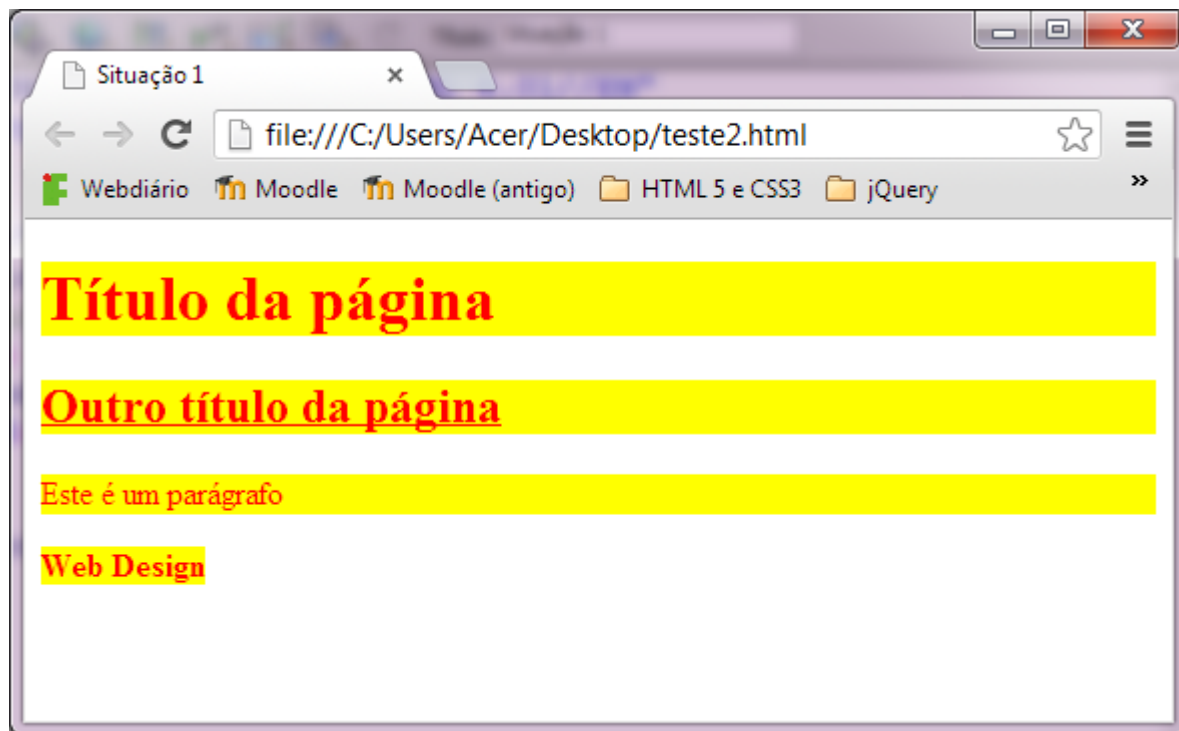 Situação 1
file:///C:/Users/Acer/Desktop/teste2.html
Webdiário Moodle Moodle (antigo) HTML 5 e CSS3 jQuery »
Título da página
Outro título da página
Este é um parágrafo
Web Design